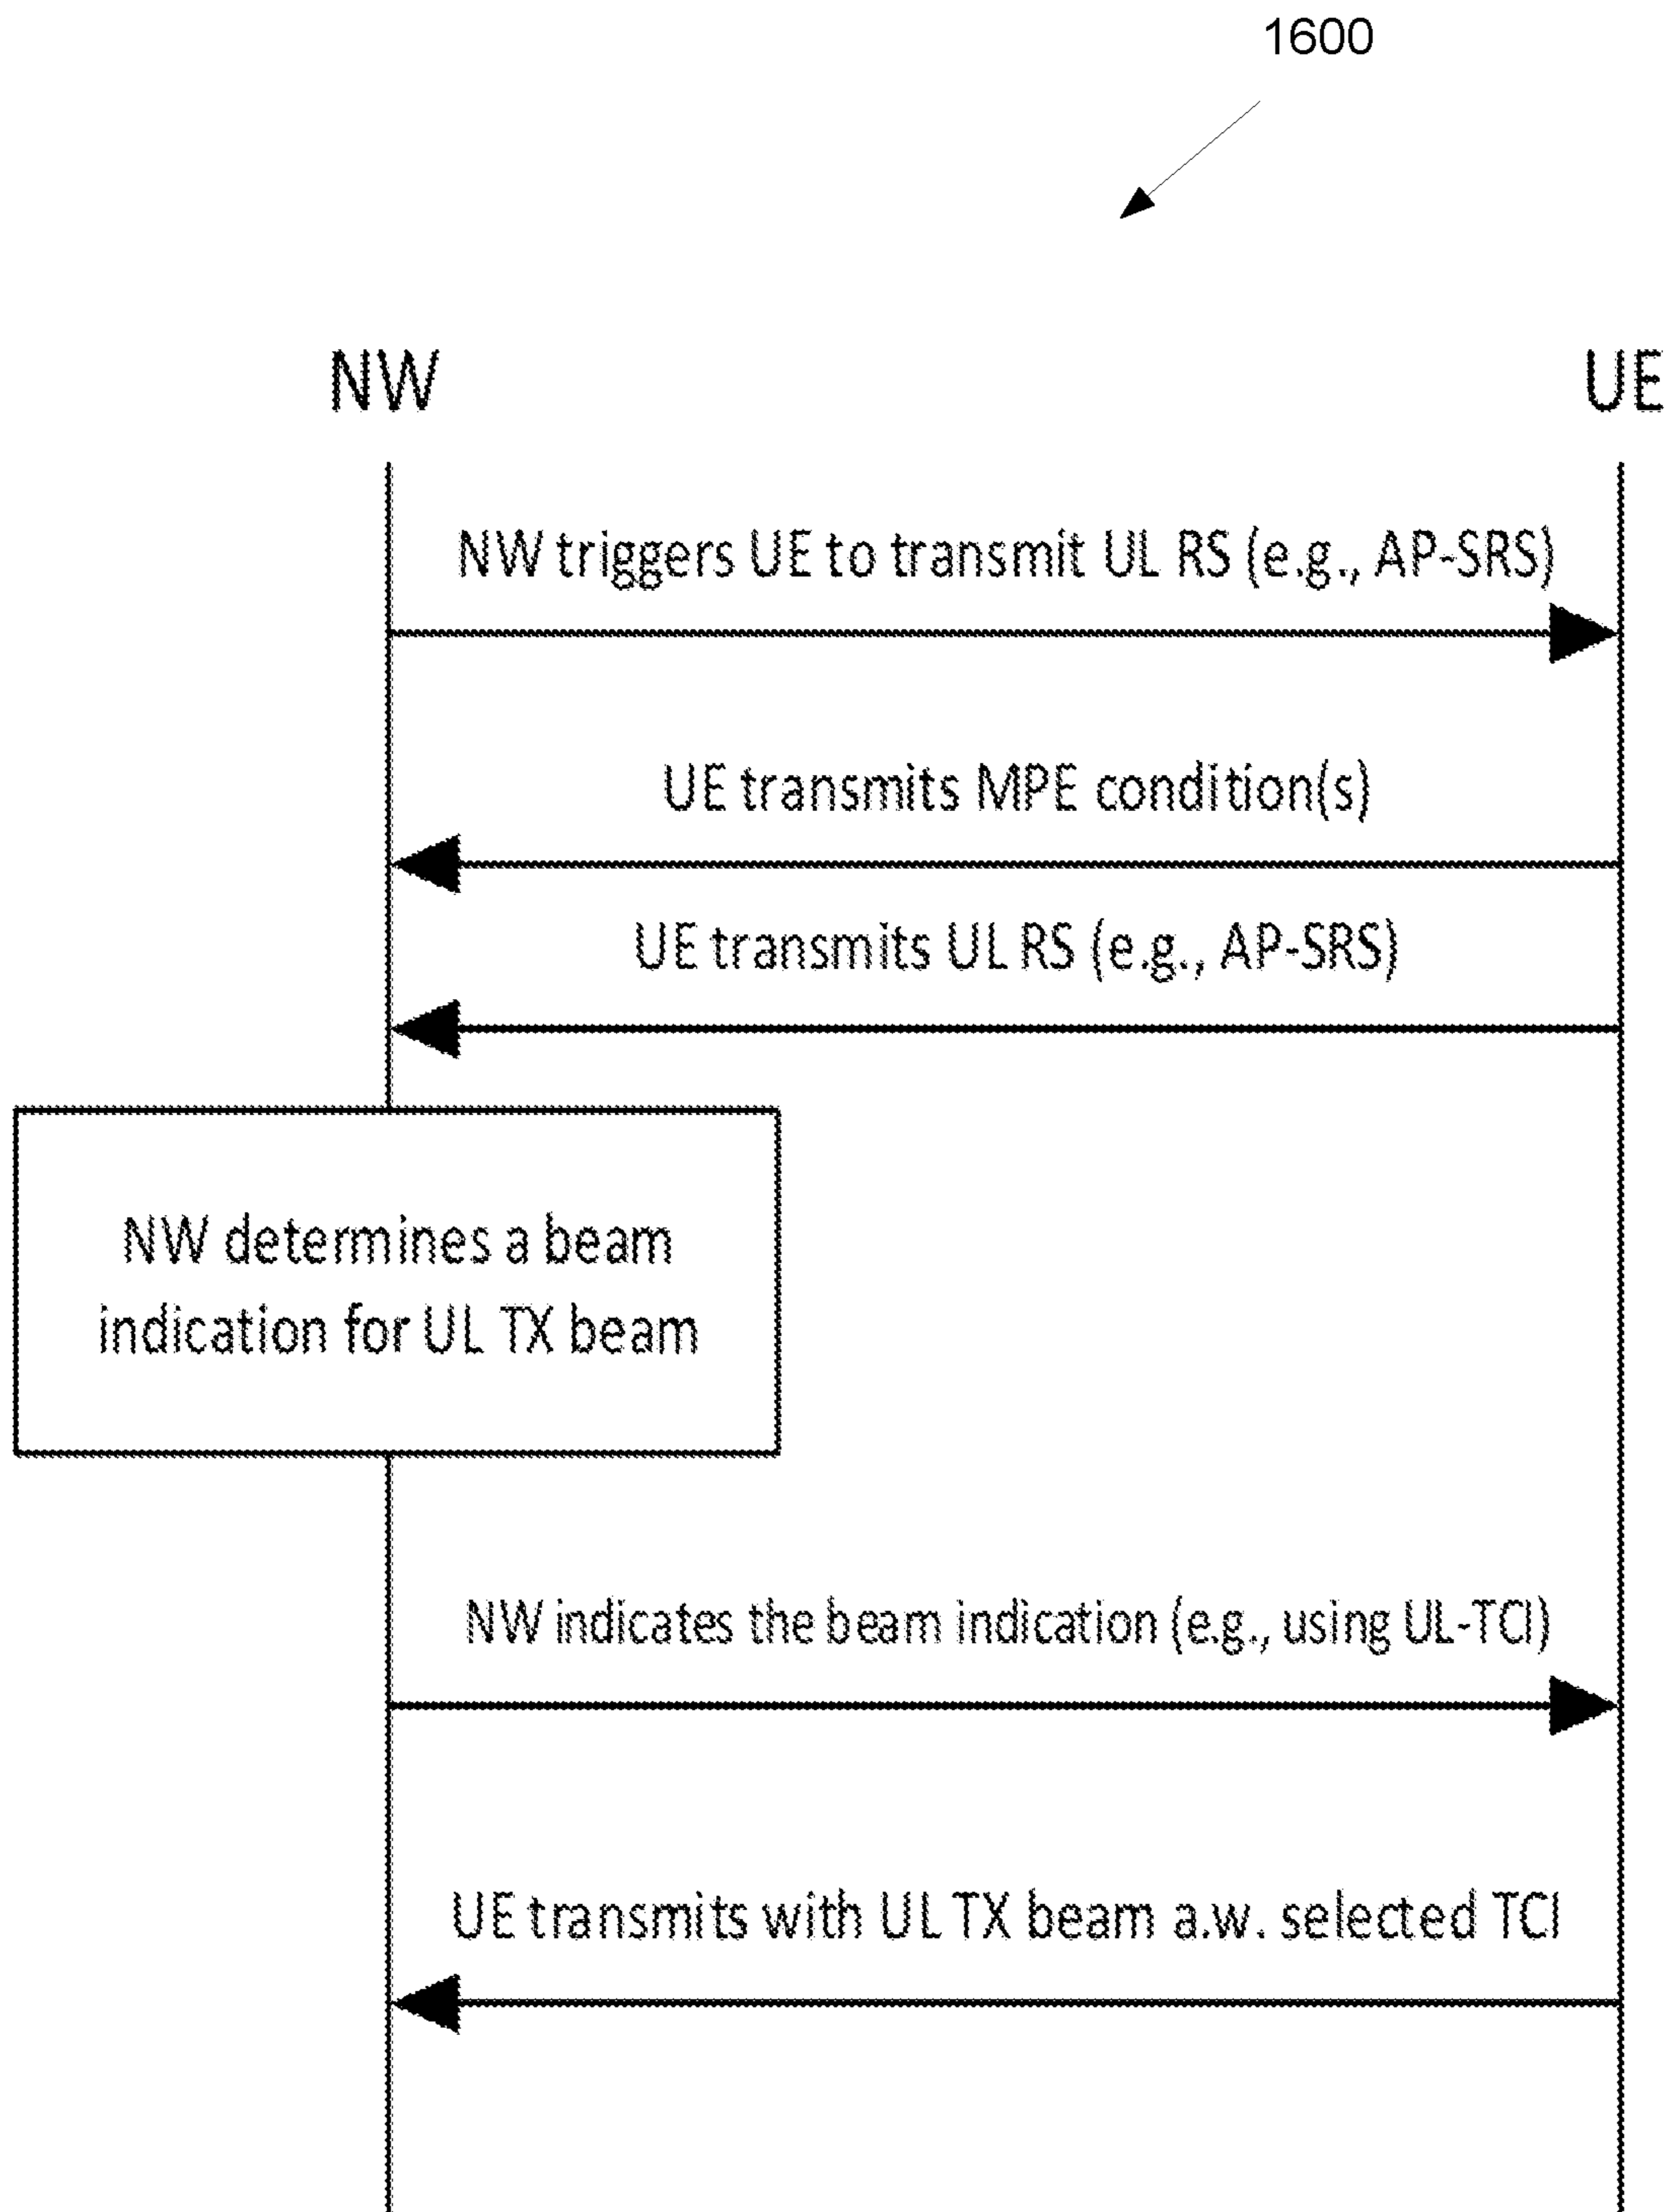 1600
NW
UE
NW triggers UE to transmit UL RS (e.g., AP-SRS)
UE transmits MPE condition(s)
UE transmits UL RS (e.g., AP-SRS)
NW determines a beam
indication for UL TX beam
NW indicates the beam indication (e.g., using UL-TCI)
UE transmits with UL TX beam a.w. selected TCI